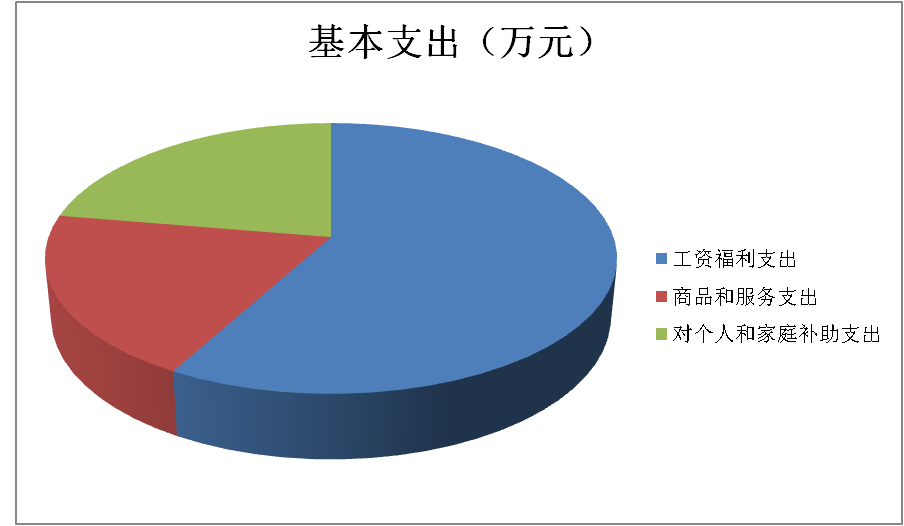 基本支出（万元）
工资福利支出
商品和服务支出
对个人和家庭补助支出